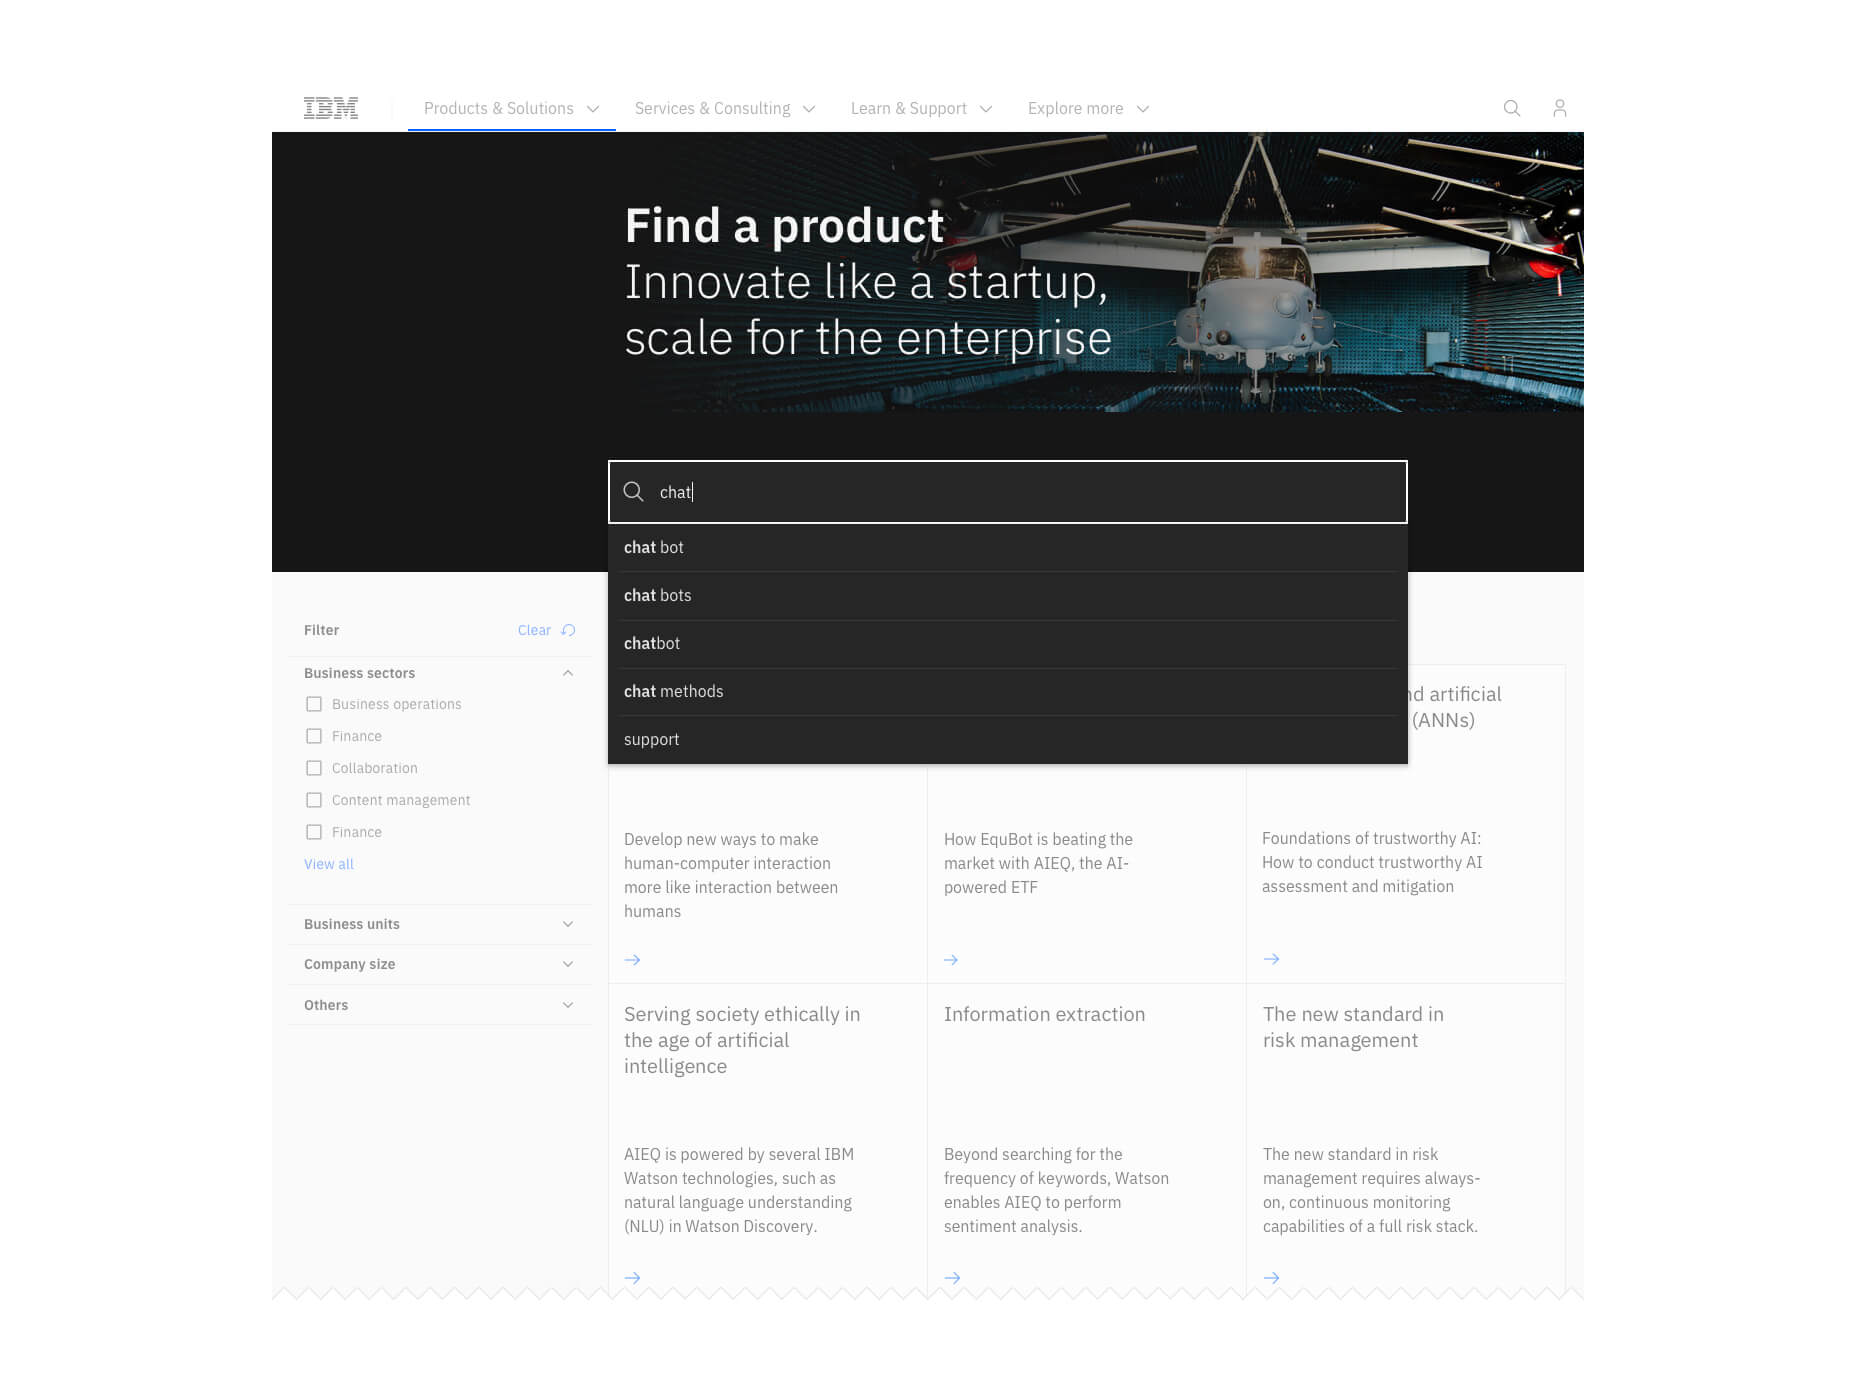 IBM
Products & Solutions
Services & Consulting
Learn & Support
Explore more
Find a product
Innovate like a startup,
scale for the enterprise
chat
chat bot
chat bots
chatbot
chat methods
support
Filter
Clear
Business sectors
Business operations
Finance
Collaboration
Content management
Finance
View all
Business units
Company size
Others
artificial
(ANNs)
Develop new ways to make
human-computer interaction
more like interaction between
humans
How EquBot is beating the
market with AIEQ, the AI-
powered ETF
Foundations of trustworthy AI:
How to conduct trustworthy AI
assessment and mitigation
Serving society ethically in
the age of artificial
intelligence
Information extraction
The new standard in
risk management
AIEQ is powered by several IBM
Watson technologies, such as
natural language understanding
(NLU) in Watson Discovery.
Beyond searching for the
frequency of keywords, Watson
enables AIEQ to perform
sentiment analysis.
The new standard in risk
management requires always-
on, continuous monitoring
capabilities of a full risk stack.